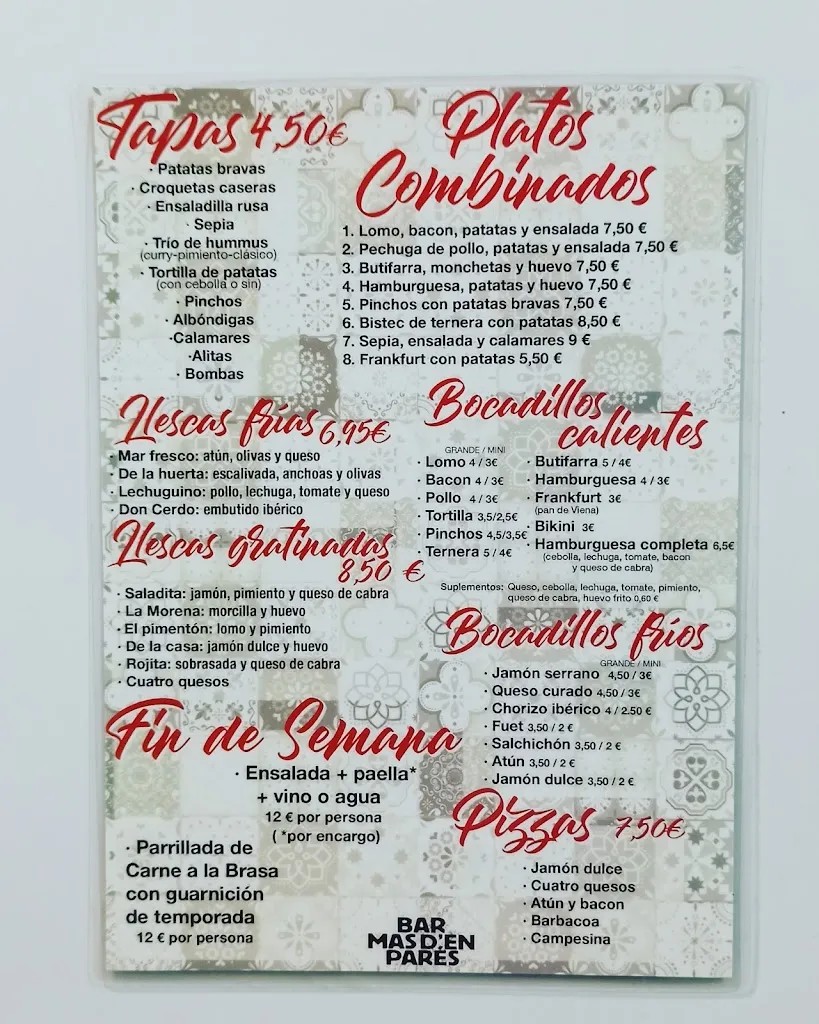 Tapas 4,50€
· Patatas bravas
· Croquetas caseras
· Ensaladilla rusa
· Sepia
· Trío de hummus
(curry-pimiento-clásico)
· Tortilla de patatas
(con cebolla o sin)
· Pinchos
· Albóndigas
·Calamares
·Alitas
· Bombas
Platos
Combinados
1. Lomo, bacon, patatas y ensalada 7,50 €
2. Pechuga de pollo, patatas y ensalada 7,50 €
3. Butifarra, monchetas y huevo 7,50 €
4. Hamburguesa, patatas y huevo 7,50 €
5. Pinchos con patatas bravas 7,50 €
6. Bistec de ternera con patatas 8,50 €
7. Sepia, ensalada y calamares 9 €
8. Frankfurt con patatas 5,50 €
Llescas frías 6,95€
· Mar fresco: atún, olivas y queso
· De la huerta: escalivada, anchoas y olivas
· Lechuguino: pollo, lechuga, tomate y queso
· Don Cerdo: embutido ibérico
Llescas gratinadas
8,50 €
· Saladita: jamón, pimiento y queso de cabra
· La Morena: morcilla y huevo
· El pimentón: lomo y pimiento
· De la casa: jamón dulce y huevo
· Rojita: sobrasada y queso de cabra
· Cuatro quesos
Bocadillos
calientes
GRANDE / MINI
· Lomo 4 / 3€
· Bacon 4 / 3€
· Pollo 4 / 3€
· Tortilla 3,5/2,5€
· Pinchos 4,5/3,5€
· Ternera 5 / 4€
· Butifarra 5 / 4€
· Hamburguesa 4 / 3€
· Frankfurt 3€
(pan de Viena)
· Bikini 3€
· Hamburguesa completa 6,5€
(cebolla, lechuga, tomate, bacon
y queso de cabra)
Suplementos: Queso, cebolla, lechuga, tomate, pimiento,
queso de cabra, huevo frito 0,60 €
Bocadillos fríos
GRANDE / MINI
· Jamón serrano 4,50 / 3€
· Queso curado 4,50 / 3€
· Chorizo ibérico 4 / 2.50 €
· Fuet 3,50 / 2 €
· Salchichón 3,50 / 2 €
· Atún 3,50 / 2 €
· Jamón dulce 3,50 / 2 €
Fin de Semana
· Ensalada + paella*
+ vino o agua
12 € por persona
( *por encargo)
· Parrillada de
Carne a la Brasa
con guarnición
de temporada
12 € por persona
Pizzas 7,50€
· Jamón dulce
· Cuatro quesos
· Atún y bacon
· Barbacoa
· Campesina
BAR
MAS D'EN
PARÉS